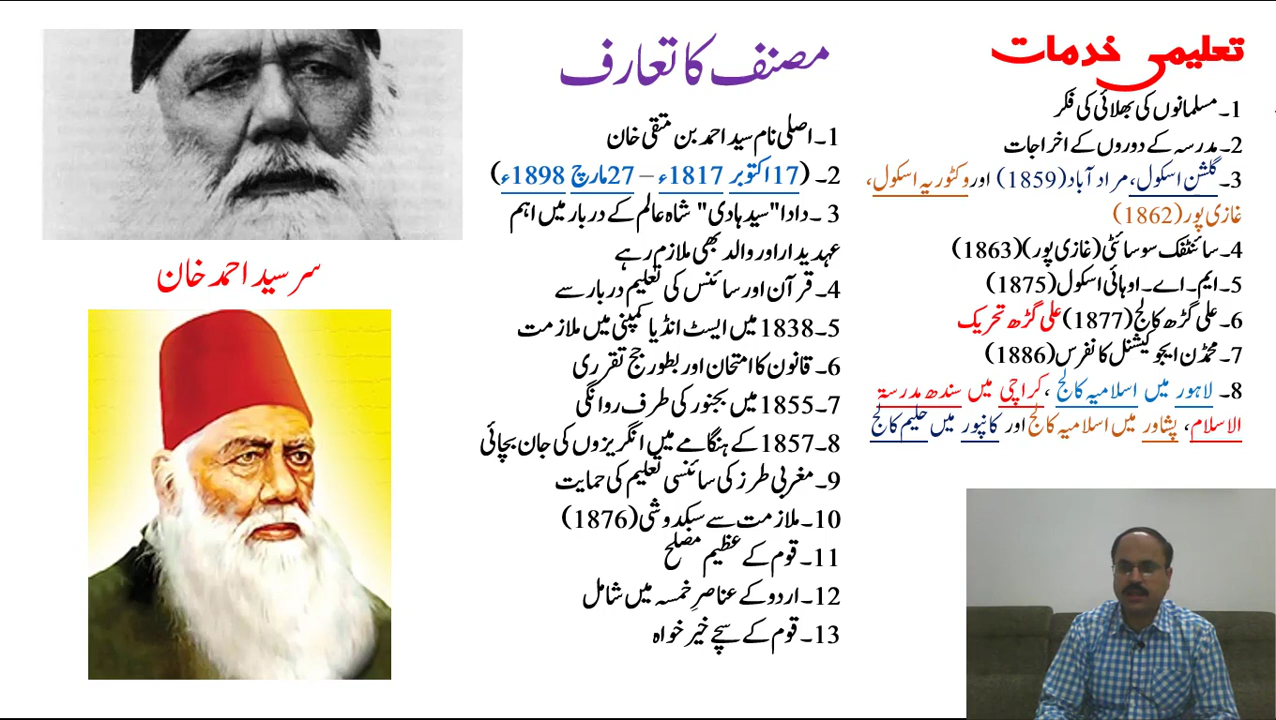 تعلیمی خدمات
1۔ مسلمانوں کی بھلائی کی فکر
2۔ مدرسہ کے دوروں کے اخراجات
3۔ گلشن اسکول، مراد آباد (1859) اور وکٹوریہ اسکول،
غازی پور (1862)
4۔ سائنٹفک سوسائٹی (غازی پور) (1863)
5۔ ایم۔اے۔او ہائی اسکول (1875)
6۔ علی گڑھ کالج (1877) علی گڑھ تحریک
7۔ محمڈن ایجوکیشنل کانفرس (1886)
8۔ لاہور میں اسلامیہ کالج ، کراچی میں سندھ مدرسۃ
الاسلام، پشاور میں اسلامیہ کالج اور کانپور میں حلیم کالج
مصنف کا تعارف
1۔ اصلی نام سید احمد بن متقی خان
2۔ (17 اکتوبر 1817ء – 27 مارچ 1898ء)
3 ۔ دادا "سید ہادی" شاہ عالم کے دربار میں اہم
عہدیدار اور والد بھی ملازم رہے
4۔ قرآن اور سائنس کی تعلیم دربار سے
5۔ 1838 میں ایسٹ انڈیا کمپنی میں ملازمت
6۔ قانون کا امتحان اور بطور جج تقرری
7۔ 1855 میں بجنور کی طرف روانگی
8۔ 1857 کے ہنگامے میں انگریزوں کی جان بچائی
9۔ مغربی طرز کی سائنسی تعلیم کی حمایت
10۔ ملازمت سے سبکدوشی (1876)
11۔ قوم کے عظیم مصلح
12۔ اردو کے عناصرِ خمسہ میں شامل
13۔ قوم کے سچے خیر خواہ
سر سید احمد خان